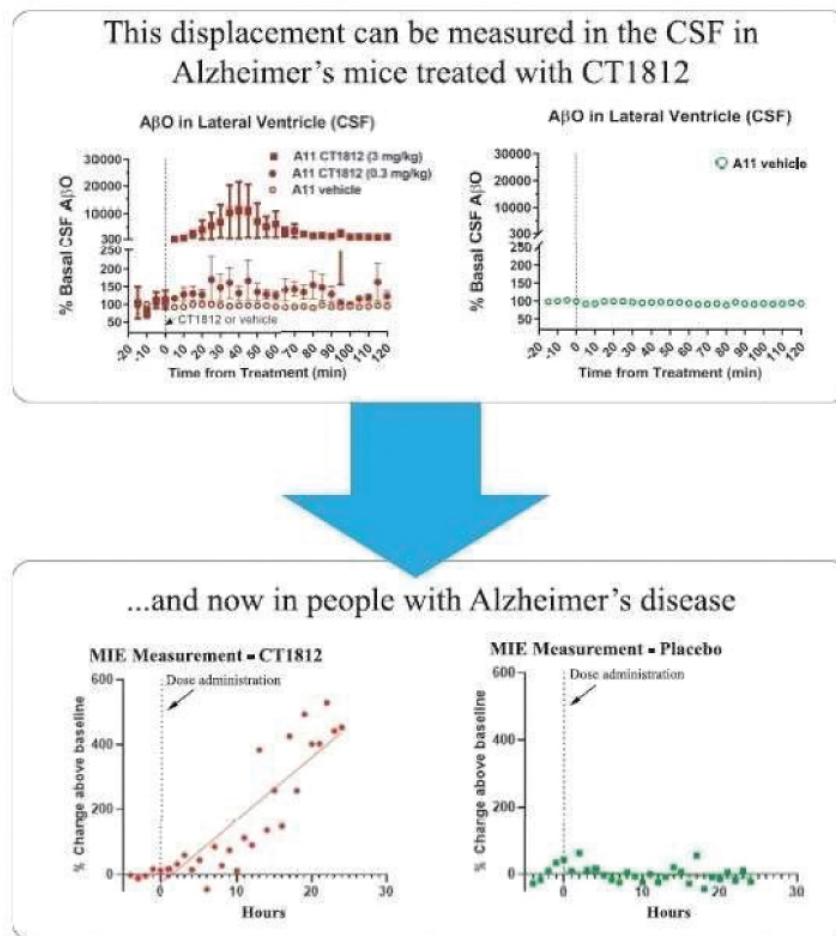 This displacement can be measured in the CSF in
Alzheimer's mice treated with CT1812
AβO in Lateral Ventricle (CSF)
% Basal CSF AβO
30000
20000
10000
300
250
200
150
100
50
A11 CT1812 (3 mg/kg)
A11 CT1812 (0.3 mg/kg)
A11 vehicle
CT1812 or vehicle
-20
-10
0
10
20
30
40
50
60
70
80
90
100
110
120
Time from Treatment (min)
AβO in Lateral Ventricle (CSF)
% Basal CSF AβO
30000
20000
10000
300
250
200
150
100
50
A11 vehicle
-20
-10
0
10
20
30
40
50
60
70
80
90
100
110
120
Time from Treatment (min)
...and now in people with Alzheimer's disease
MIE Measurement - CT1812
% Change above baseline
600
400
200
0
Dose administration
0
10
20
30
Hours
MIE Measurement - Placebo
% Change above baseline
600
400
200
0
Dose administration
0
10
20
30
Hours